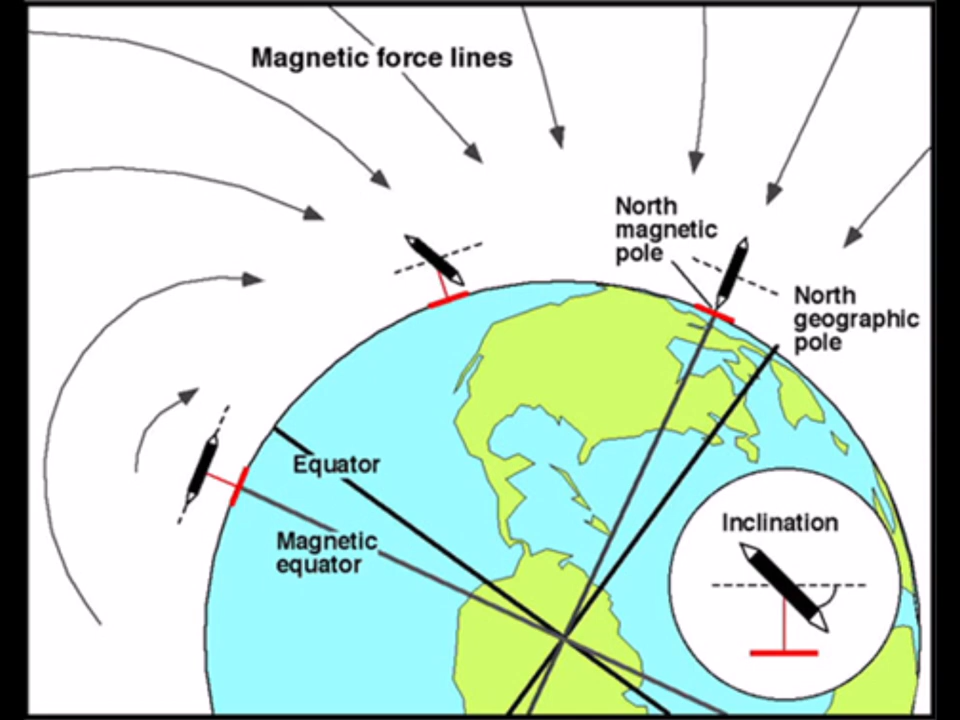 Magnetic force lines
North
magnetic
pole
North
geographic
pole
Equator
Magnetic
equator
Inclination